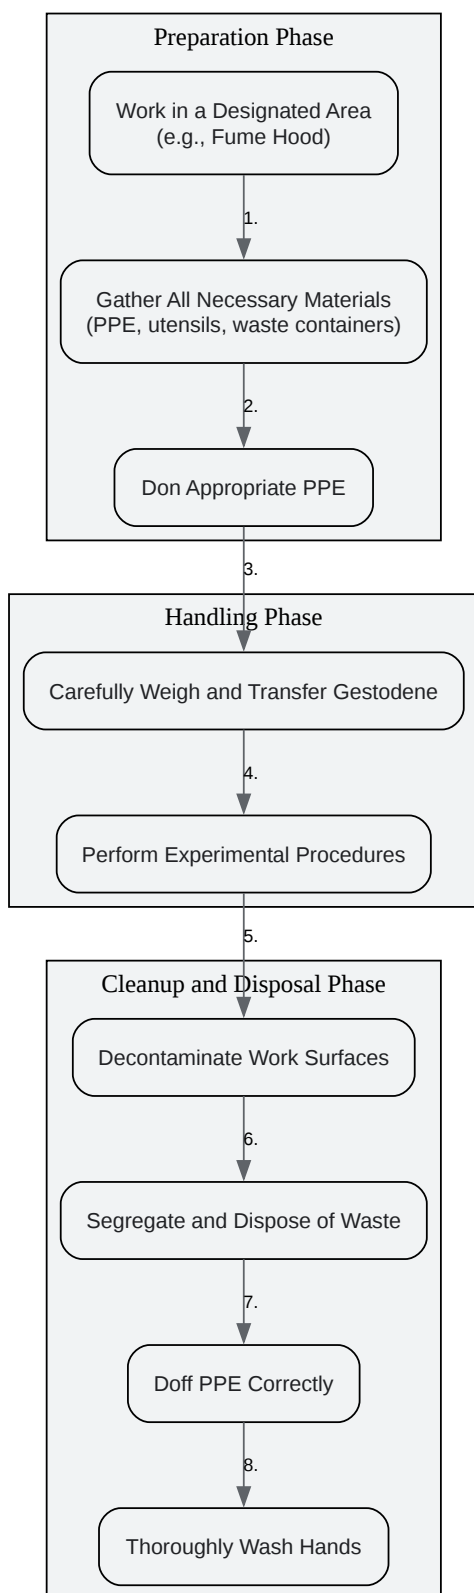 Preparation Phase
Work in a Designated Area
(e.g., Fume Hood)
1.
Gather All Necessary Materials
(PPE, utensils, waste containers)
2.
Don Appropriate PPE
3.
Handling Phase
Carefully Weigh and Transfer Gestodene
4.
Perform Experimental Procedures
5.
Cleanup and Disposal Phase
Decontaminate Work Surfaces
6.
Segregate and Dispose of Waste
7.
Doff PPE Correctly
8.
Thoroughly Wash Hands